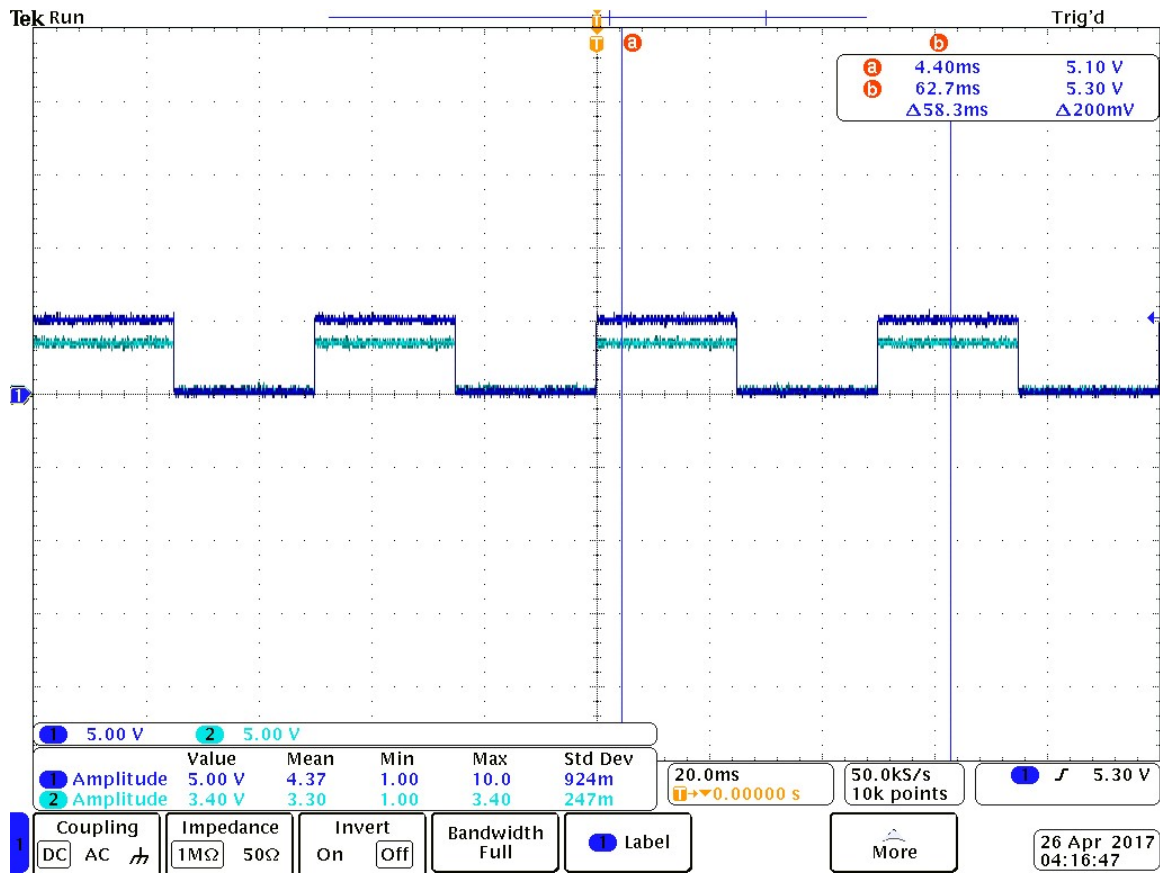 Tek Run Trig'd
T
T a b
a 4.40ms 5.10 V
b 62.7ms 5.30 V
Δ58.3ms Δ200mV
1
1 5.00 V 2 5.00 V
Value Mean Min Max Std Dev
1 Amplitude 5.00 V 4.37 1.00 10.0 924m
2 Amplitude 3.40 V 3.30 1.00 3.40 247m
20.0ms
T→▼0.00000 s
50.0kS/s
10k points
1 5.30 V
1
Coupling
DC AC
Impedance
1MΩ 50Ω
Invert
On Off
Bandwidth
Full
1 Label
More
26 Apr 2017
04:16:47